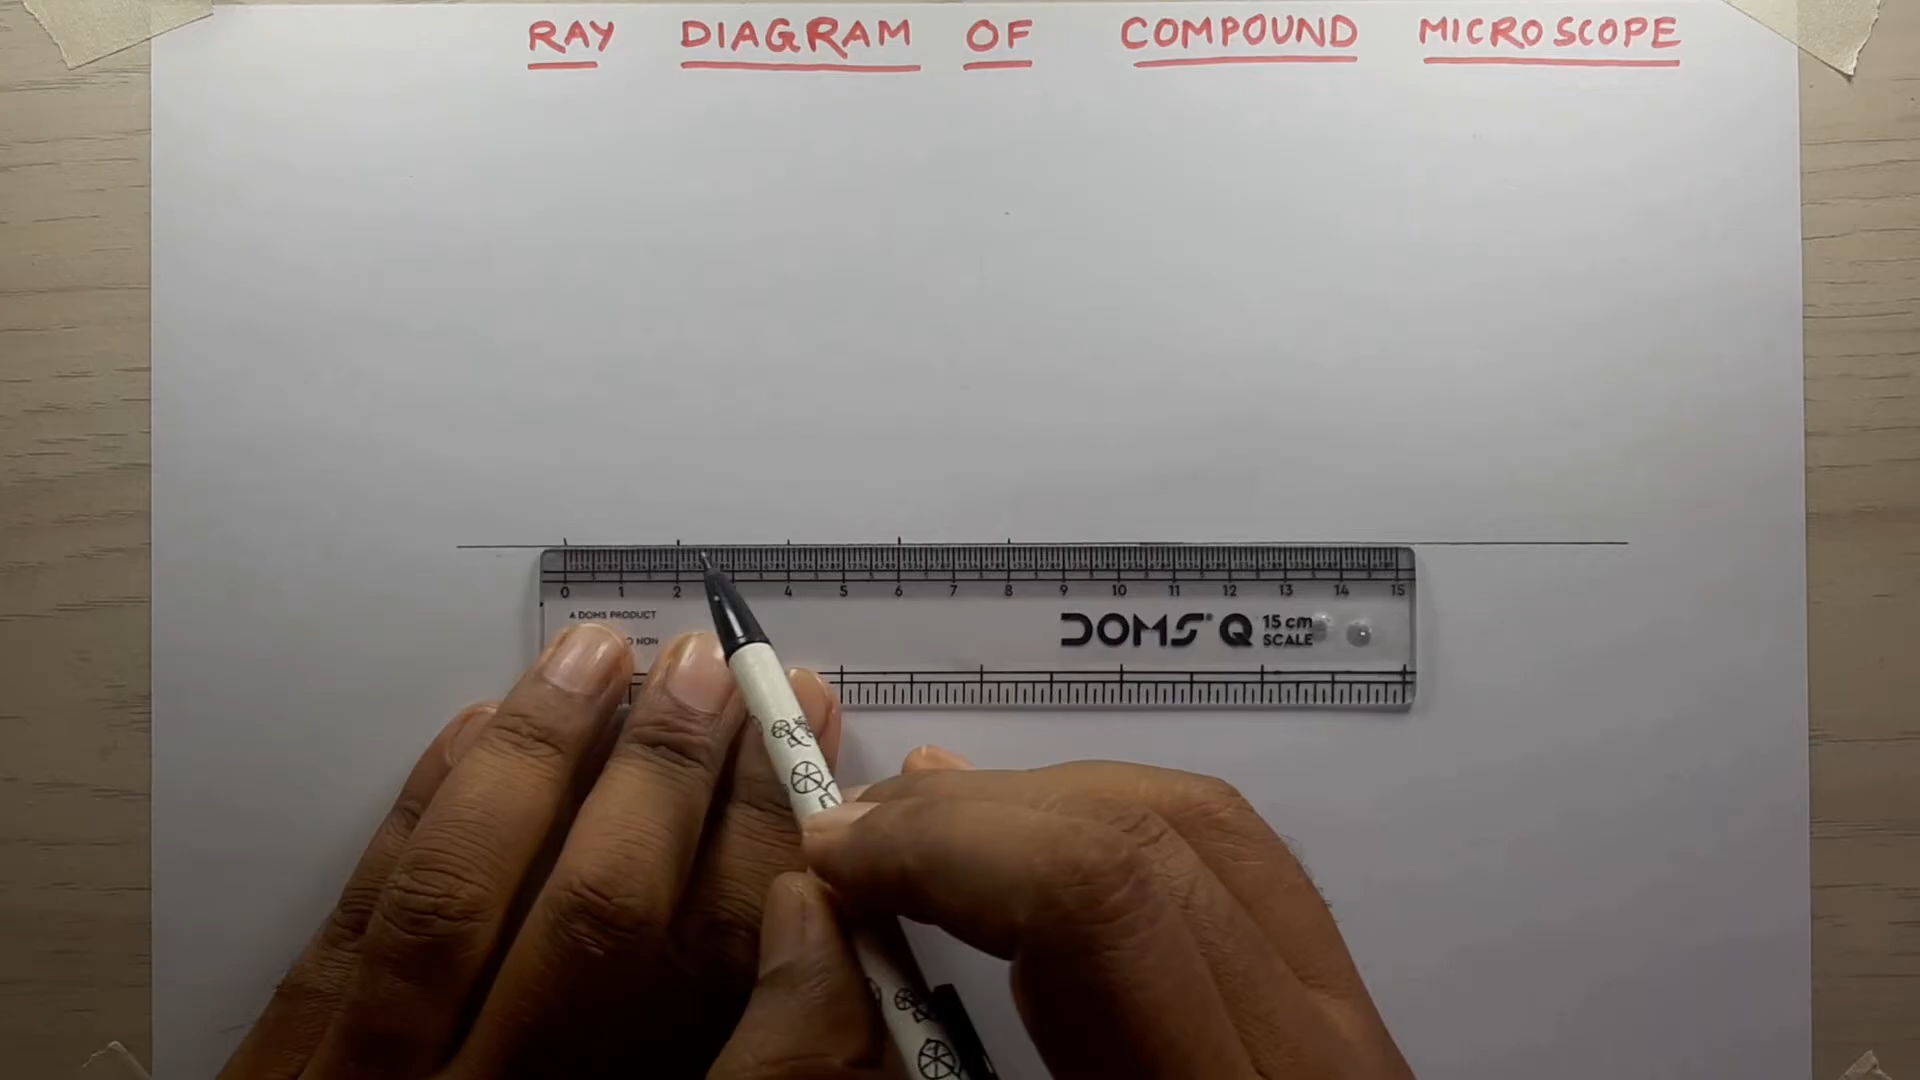 RAY DIAGRAM OF COMPOUND MICROSCOPE
0 1 2 4 5 6 7 8 9 10 11 12 13 14 15
A DOMS PRODUCT
DOMS Q 15 cm
SCALE